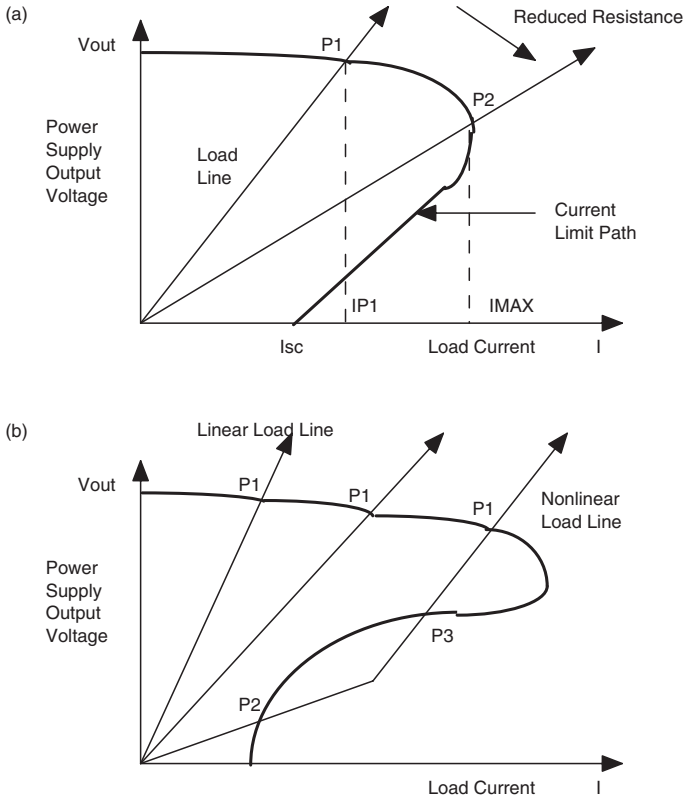 (a)
Vout
P1
Reduced Resistance
P2
Power
Supply
Output
Voltage
Load
Line
Current
Limit Path
IP1
IMAX
Isc
Load Current
I
(b)
Linear Load Line
Vout
P1
P1
P1
Nonlinear
Load Line
Power
Supply
Output
Voltage
P3
P2
Load Current
I